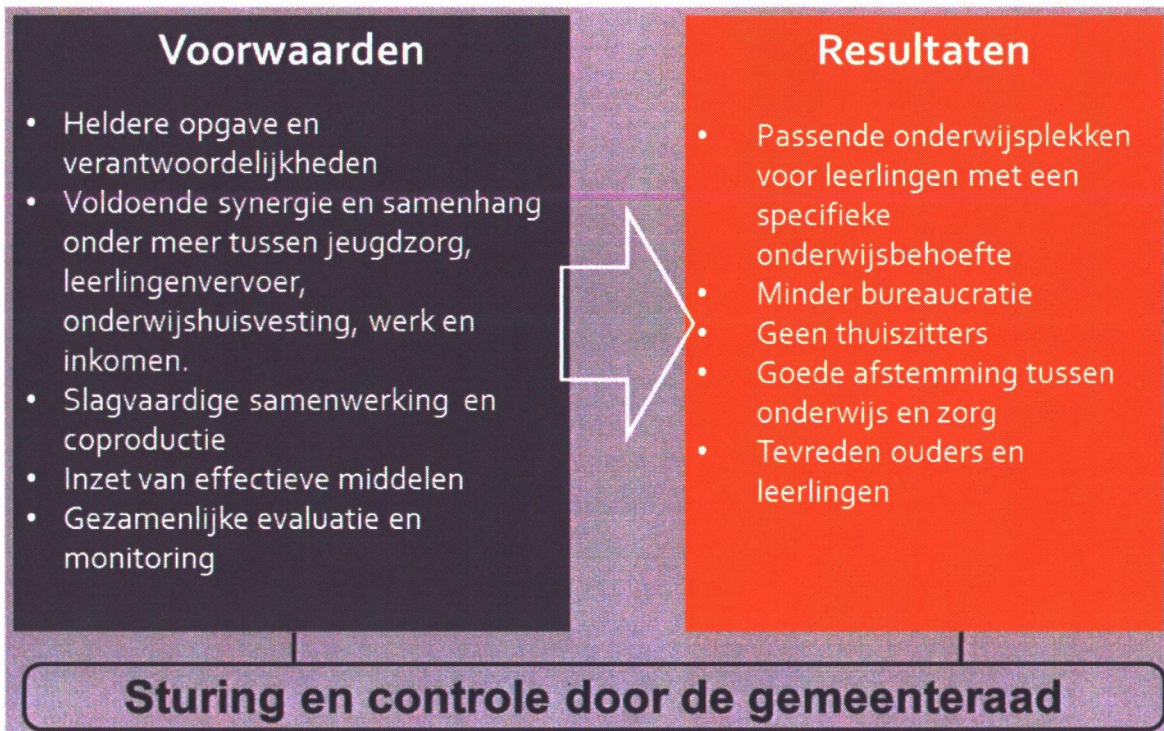 Voorwaarden
• Heldere opgave en
verantwoordelijkheden
• Voldoende synergie en samenhang
onder meer tussen jeugdzorg,
leerlingenvervoer,
onderwijshuisvesting, werk en
inkomen.
• Slagvaardige samenwerking en
coproductie
• Inzet van effectieve middelen
• Gezamenlijke evaluatie en
monitoring
Resultaten
• Passende onderwijsplekken
voor leerlingen met een
specifieke
onderwijsbehoefte
• Minder bureaucratie
• Geen thuiszitters
• Goede afstemming tussen
onderwijs en zorg
• Tevreden ouders en
leerlingen
Sturing en controle door de gemeenteraad